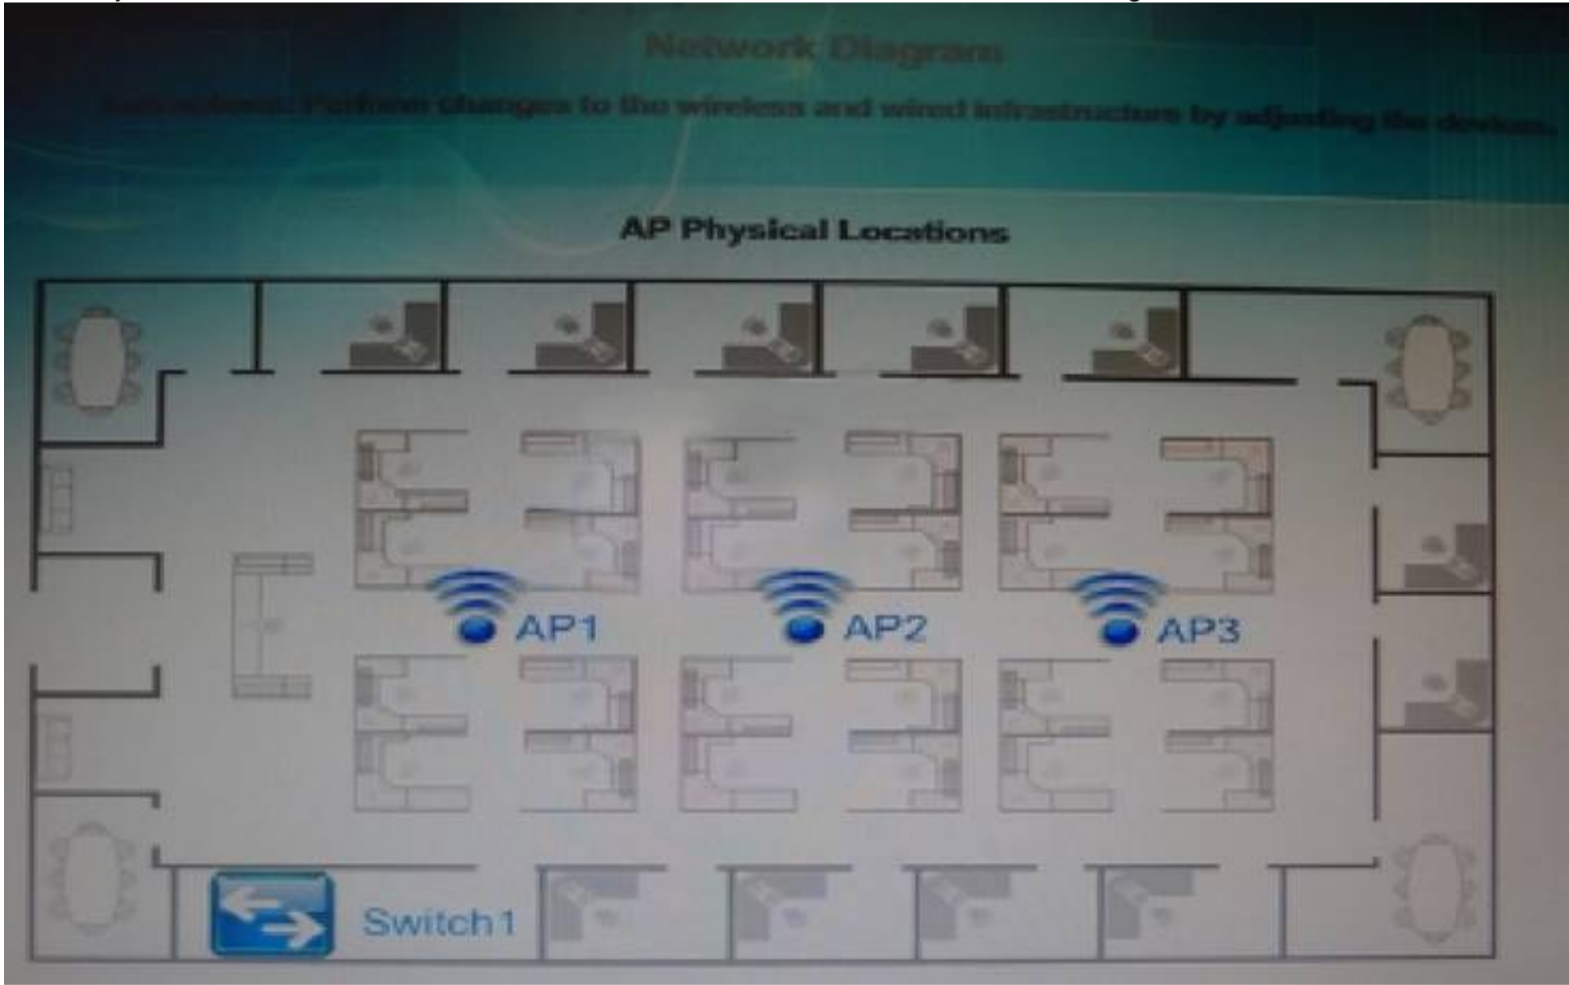 Network Diagram
Perform changes to the wireless and wired infrastructure by adjusting the devices.
AP Physical Locations
AP1
AP2
AP3
Switch1